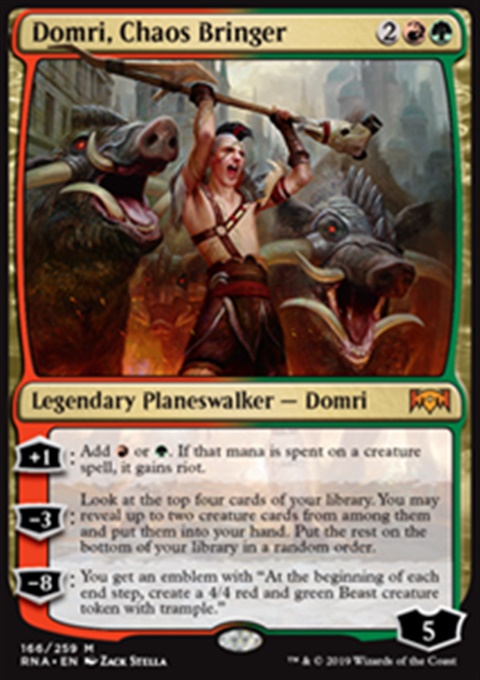 Domri, Chaos Bringer 2
Legendary Planeswalker — Domri
+1 : Add or . If that mana is spent on a creature
spell, it gains riot.
Look at the top four cards of your library. You may
−3 : reveal up to two creature cards from among them
and put them into your hand. Put the rest on the
bottom of your library in a random order.
−8 : You get an emblem with “At the beginning of each
end step, create a 4/4 red and green Beast creature
token with trample.”
5
166/259 M
RNA • EN Zack Stella
™ & © 2019 Wizards of the Coast